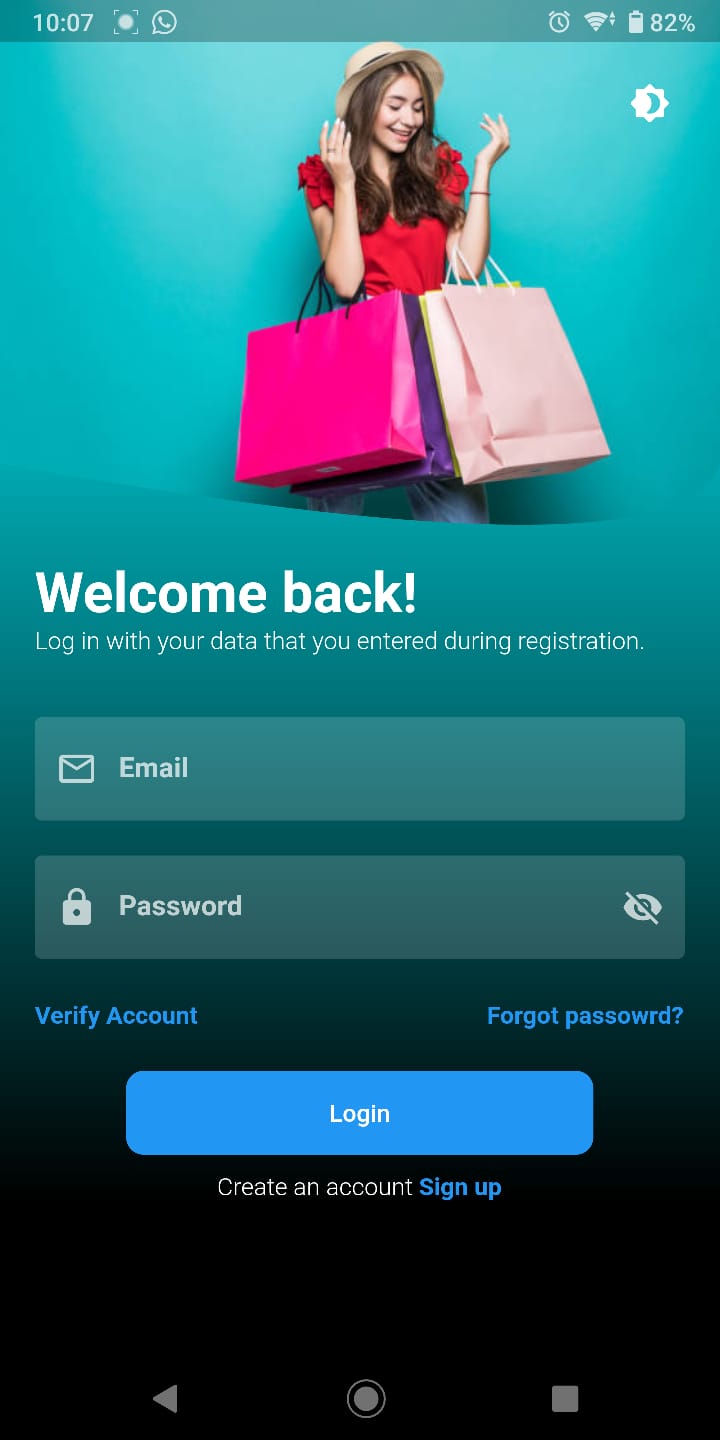 10:07 82%
Welcome back!
Log in with your data that you entered during registration.
Email
Password
Verify Account Forgot passowrd?
Login
Create an account Sign up